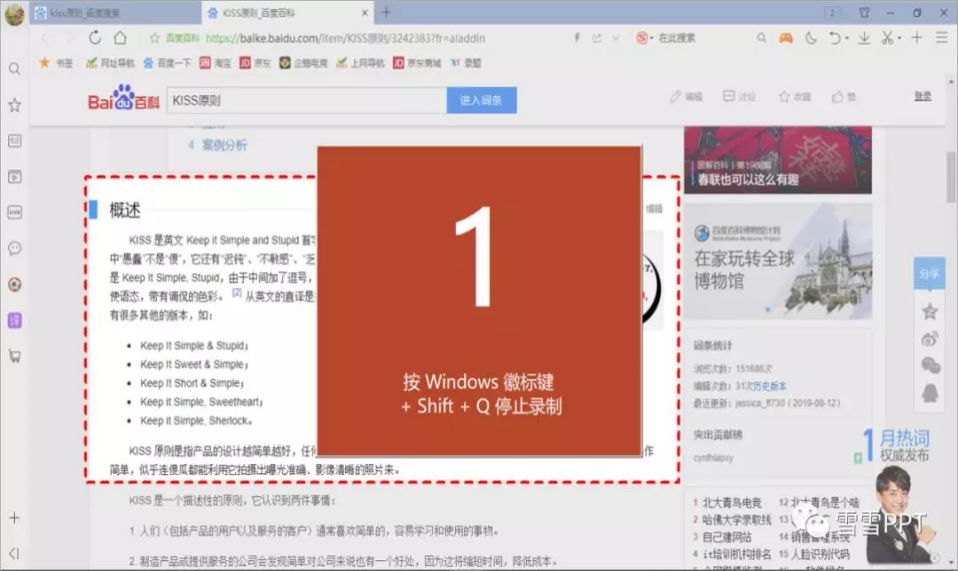 kiss原则_百度搜索
KISS原则_百度百科
2
百度百科 https://baike.baidu.com/item/KISS原则/3242383?fr=aladdin
在此搜索
书签 网址导航 百度一下 淘宝 京东 企鹅电竞 上网导航 京东商城
Baidu百科
KISS原则
进入词条
编辑 讨论 收藏 赞
登录
4 案例分析
概述
编辑
KISS 是英文 Keep it Simple and Stupid 首
中"愚蠢"不是"傻"，它还有"迟钝"、"不敏感"、"乏
是 Keep It Simple, Stupid，由于中间加了逗号，
使语态，带有调侃的色彩。 [2] 从英文的直译是
有很多其他的版本，如：
Keep It Simple & Stupid；
Keep It Sweet & Simple；
Keep It Short & Simple；
Keep it Simple, Sweetheart；
Keep it Simple, Sherlock。
KISS 原则是指产品的设计越简单越好，任何
作
简单，似乎连傻瓜都能利用它拍摄出曝光准确、影像清晰的照片来。
KISS 是一个描述性的原则，它认识到两件事情：
1. 人们（包括产品的用户以及服务的客户）通常喜欢简单的，容易学习和使用的事物。
2. 制造产品或提供服务的公司会发现简单对公司来说也有一个好处，因为这将缩短时间，降低成本。
1
按 Windows 徽标键
+ Shift + Q 停止录制
图解百科 | 第1988期
春联也可以这么有趣
百度百科博物馆计划
在家玩转全球
博物馆
分享
词条统计
浏览次数：151686次
编辑次数：31次历史版本
最近更新：jessica_ff730（2019-08-12）
突出贡献榜
cynthiapxy
1月热词
权威发布
1 北大青鸟电竞 12 北大青鸟是个啥
2 哈佛大学录取线
3 自己建网站 14 销售管理系统
4 it培训机构排名 15 人脸识别代码
雪雪PPT